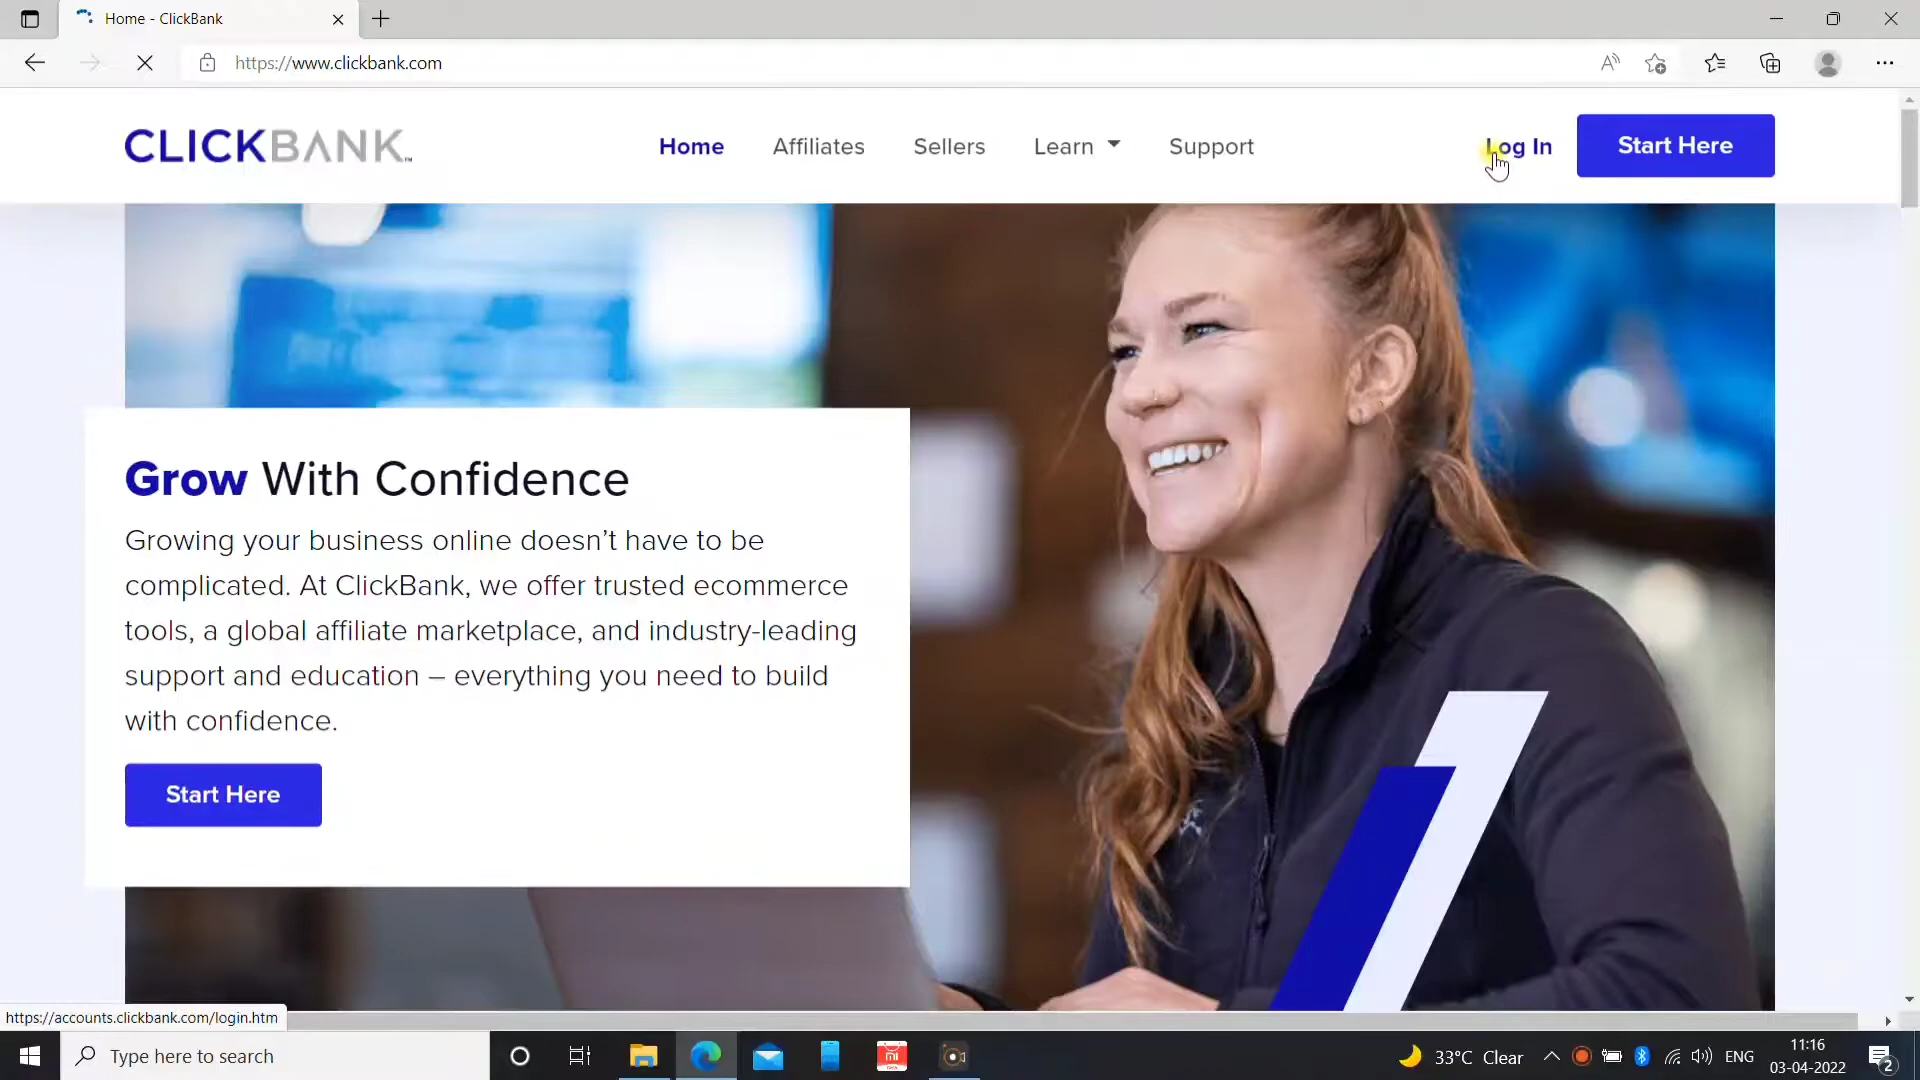 Home - ClickBank
https://www.clickbank.com
CLICKBANK™
Home
Affiliates
Sellers
Learn
Support
Log In
Start Here
Grow With Confidence
Growing your business online doesn’t have to be
complicated. At ClickBank, we offer trusted ecommerce
tools, a global affiliate marketplace, and industry-leading
support and education – everything you need to build
with confidence.
Start Here
https://accounts.clickbank.com/login.htm
Type here to search
33°C Clear
ENG
11:16
03-04-2022
2